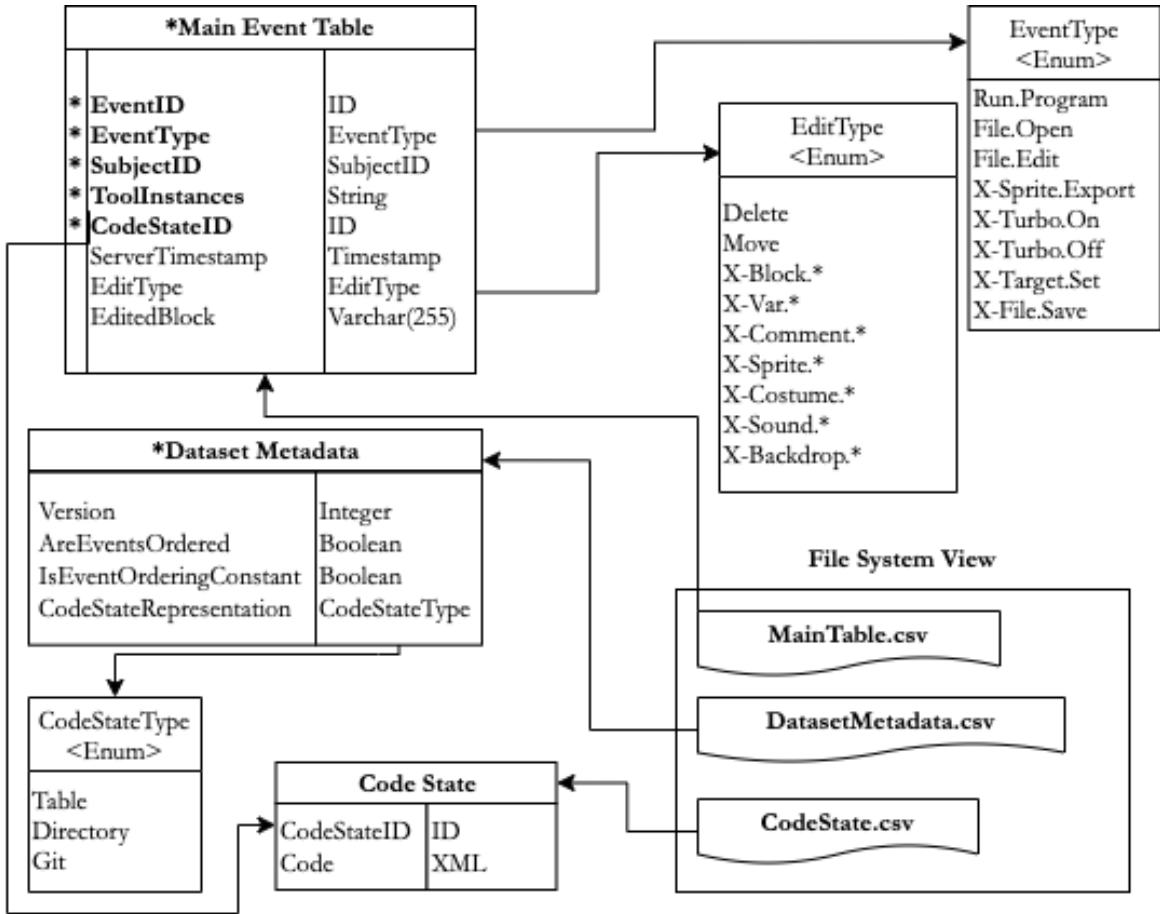 *Main Event Table
* EventID ID
* EventType EventType
* SubjectID SubjectID
* ToolInstances String
* CodeStateID ID
ServerTimestamp Timestamp
EditType EditType
EditedBlock Varchar(255)
EventType
<Enum>
Run.Program
File.Open
File.Edit
X-Sprite.Export
X-Turbo.On
X-Turbo.Off
X-Target.Set
X-File.Save
EditType
<Enum>
Delete
Move
X-Block.*
X-Var.*
X-Comment.*
X-Sprite.*
X-Costume.*
X-Sound.*
X-Backdrop.*
*Dataset Metadata
Version Integer
AreEventsOrdered Boolean
IsEventOrderingConstant Boolean
CodeStateRepresentation CodeStateType
CodeStateType
<Enum>
Table
Directory
Git
Code State
CodeStateID ID
Code XML
File System View
MainTable.csv
DatasetMetadata.csv
CodeState.csv